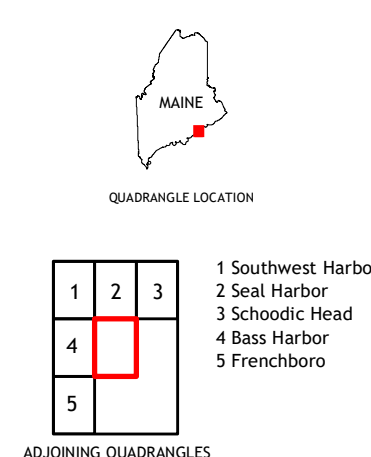 MAINE
QUADRANGLE LOCATION
1 2 3
4
5
1 Southwest Harbo
2 Seal Harbor
3 Schoodic Head
4 Bass Harbor
5 Frenchboro
ADJOINING QUADRANGLES